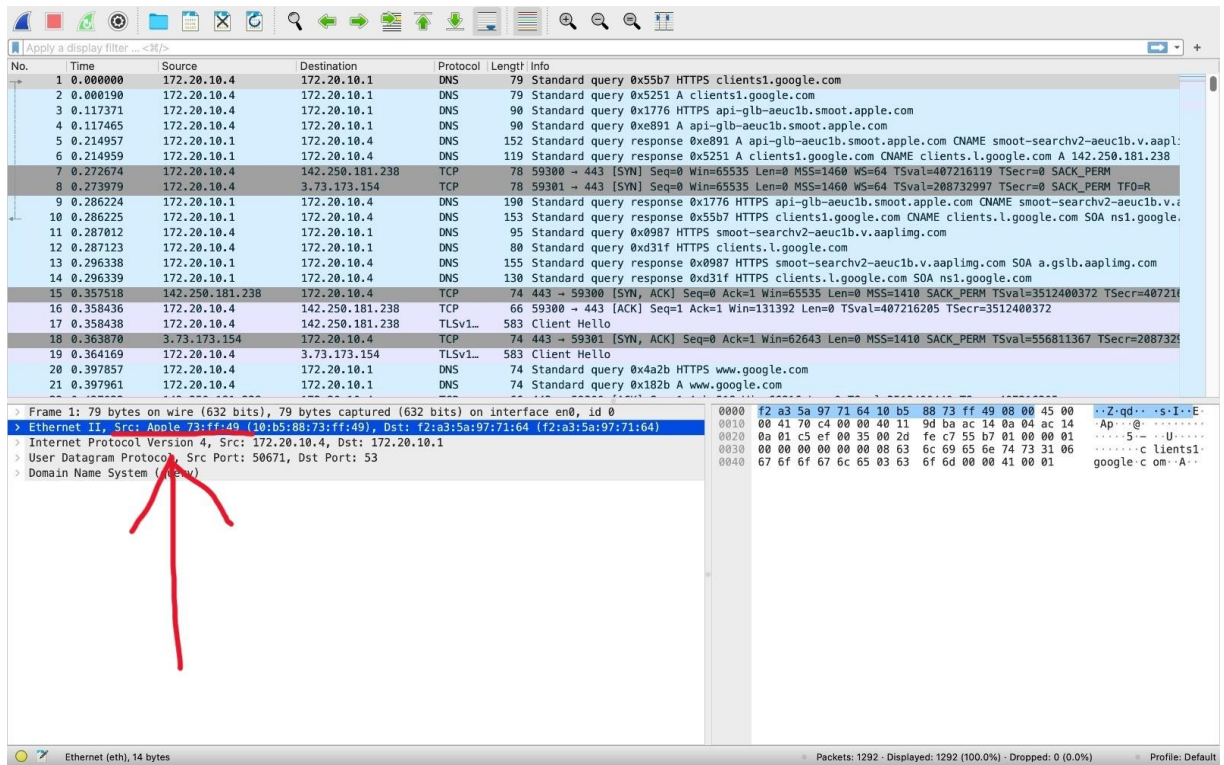 Apply a display filter ... <⌘/>
No. Time Source Destination Protocol Length Info
1 0.000000 172.20.10.4 172.20.10.1 DNS 79 Standard query 0x55b7 HTTPS clients1.google.com
2 0.000190 172.20.10.4 172.20.10.1 DNS 79 Standard query 0x5251 A clients1.google.com
3 0.117371 172.20.10.4 172.20.10.1 DNS 90 Standard query 0x1776 HTTPS api-glb-aeuc1b.smoot.apple.com
4 0.117465 172.20.10.4 172.20.10.1 DNS 90 Standard query 0xe891 A api-glb-aeuc1b.smoot.apple.com
5 0.214957 172.20.10.1 172.20.10.4 DNS 152 Standard query response 0xe891 A api-glb-aeuc1b.smoot.apple.com CNAME smoot-searchv2-aeuc1b.v.aapl
6 0.214959 172.20.10.1 172.20.10.4 DNS 119 Standard query response 0x5251 A clients1.google.com CNAME clients.l.google.com A 142.250.181.238
7 0.272674 172.20.10.4 142.250.181.238 TCP 78 59300 → 443 [SYN] Seq=0 Win=65535 Len=0 MSS=1460 WS=64 TSval=407216119 TSecr=0 SACK_PERM
8 0.273979 172.20.10.4 3.73.173.154 TCP 78 59301 → 443 [SYN] Seq=0 Win=65535 Len=0 MSS=1460 WS=64 TSval=208732997 TSecr=0 SACK_PERM TFO=R
9 0.286224 172.20.10.1 172.20.10.4 DNS 190 Standard query response 0x1776 HTTPS api-glb-aeuc1b.smoot.apple.com CNAME smoot-searchv2-aeuc1b.v.a
10 0.286225 172.20.10.1 172.20.10.4 DNS 153 Standard query response 0x55b7 HTTPS clients1.google.com CNAME clients.l.google.com SOA ns1.google.
11 0.287012 172.20.10.4 172.20.10.1 DNS 95 Standard query 0x0987 HTTPS smoot-searchv2-aeuc1b.v.aaplimg.com
12 0.287123 172.20.10.4 172.20.10.1 DNS 80 Standard query 0xd31f HTTPS clients.l.google.com
13 0.296338 172.20.10.1 172.20.10.4 DNS 155 Standard query response 0x0987 HTTPS smoot-searchv2-aeuc1b.v.aaplimg.com SOA a.gslb.aaplimg.com
14 0.296339 172.20.10.1 172.20.10.4 DNS 130 Standard query response 0xd31f HTTPS clients.l.google.com SOA ns1.google.com
15 0.357518 142.250.181.238 172.20.10.4 TCP 74 443 → 59300 [SYN, ACK] Seq=0 Ack=1 Win=65535 Len=0 MSS=1410 SACK_PERM TSval=3512400372 TSecr=40721
16 0.358436 172.20.10.4 142.250.181.238 TCP 66 59300 → 443 [ACK] Seq=1 Ack=1 Win=131392 Len=0 TSval=407216205 TSecr=3512400372
17 0.358438 172.20.10.4 142.250.181.238 TLSv1… 583 Client Hello
18 0.363870 3.73.173.154 172.20.10.4 TCP 74 443 → 59301 [SYN, ACK] Seq=0 Ack=1 Win=62643 Len=0 MSS=1410 SACK_PERM TSval=556811367 TSecr=208732
19 0.364169 172.20.10.4 3.73.173.154 TLSv1… 583 Client Hello
20 0.397857 172.20.10.4 172.20.10.1 DNS 74 Standard query 0x4a2b HTTPS www.google.com
21 0.397961 172.20.10.4 172.20.10.1 DNS 74 Standard query 0x182b A www.google.com
Frame 1: 79 bytes on wire (632 bits), 79 bytes captured (632 bits) on interface en0, id 0
Ethernet II, Src: Apple 73:ff:49 (10:b5:88:73:ff:49), Dst: f2:a3:5a:97:71:64 (f2:a3:5a:97:71:64)
Internet Protocol Version 4, Src: 172.20.10.4, Dst: 172.20.10.1
User Datagram Protocol, Src Port: 50671, Dst Port: 53
Domain Name System (query)
0000 f2 a3 5a 97 71 64 10 b5 88 73 ff 49 08 00 45 00 ··Z·qd·· ·s·I··E·
0010 00 41 70 c4 00 00 40 11 9d ba ac 14 0a 04 ac 14 ·Ap···@· ········
0020 0a 01 c5 ef 00 35 00 2d fe c7 55 b7 01 00 00 01 ·····5·- ··U·····
0030 00 00 00 00 00 00 08 63 6c 69 65 6e 74 73 31 06 ·······c lients1·
0040 67 6f 6f 67 6c 65 03 63 6f 6d 00 00 41 00 01 google·c om··A··
Ethernet (eth), 14 bytes
Packets: 1292 · Displayed: 1292 (100.0%) · Dropped: 0 (0.0%)
Profile: Default